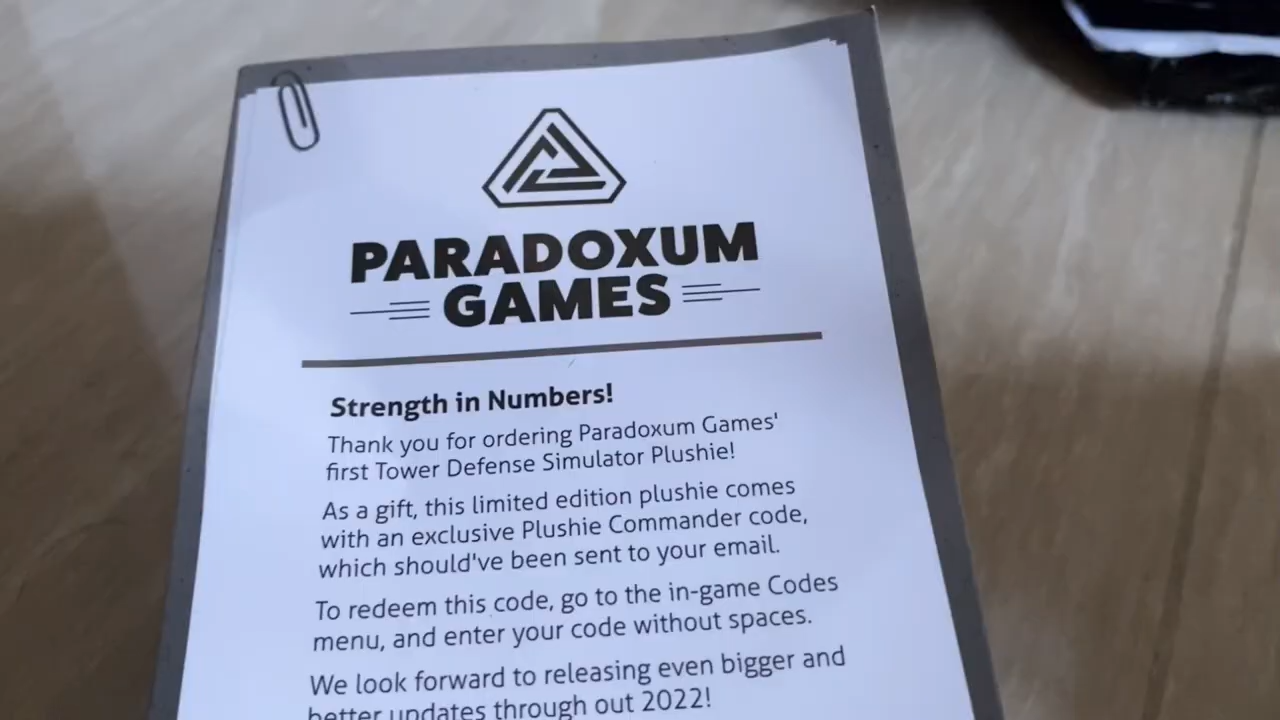 PARADOXUM
GAMES
Strength in Numbers!
Thank you for ordering Paradoxum Games'
first Tower Defense Simulator Plushie!
As a gift, this limited edition plushie comes
with an exclusive Plushie Commander code,
which should've been sent to your email.
To redeem this code, go to the in-game Codes
menu, and enter your code without spaces.
We look forward to releasing even bigger and
better updates through out 2022!